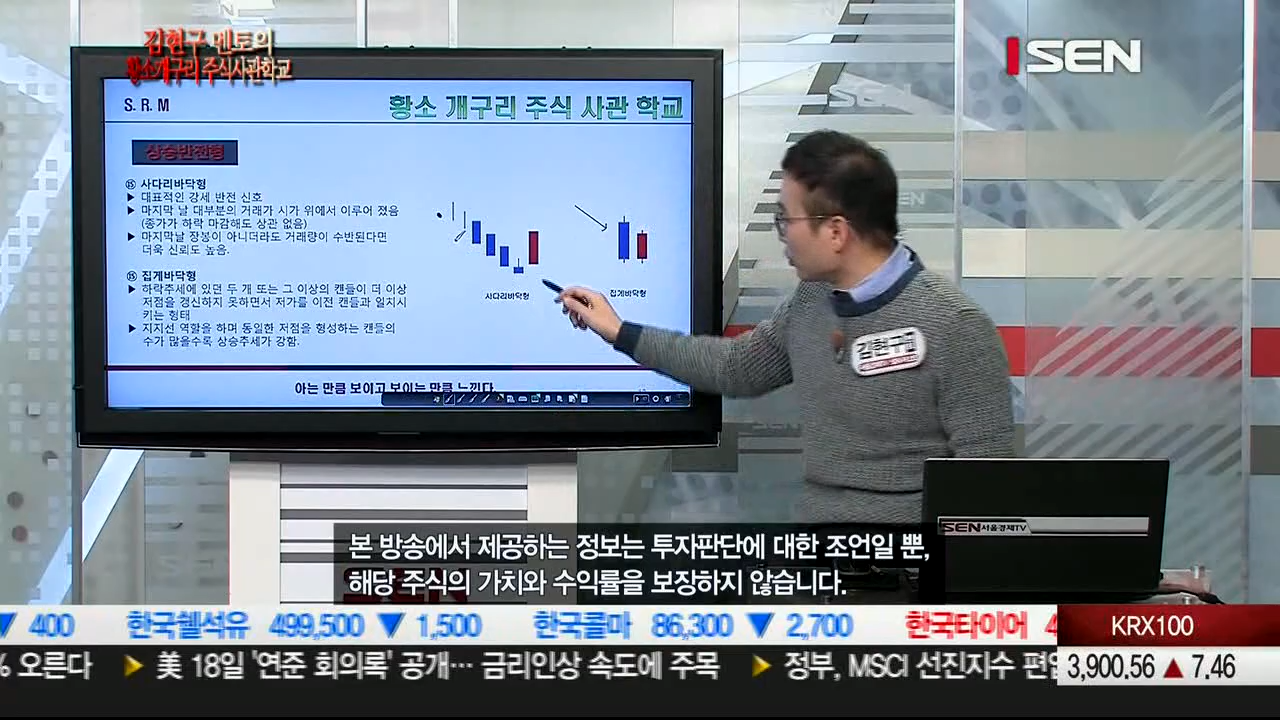 김현구 멘토의
황소개구리 주식사관학교
SEN
S. R. M
황소 개구리 주식 사관 학교
상승반전형
⑮ 사다리바닥형
▶ 대표적인 강세 반전 신호
▶ 마지막 날 대부분의 거래가 시가 위에서 이루어 졌음
(종가가 하락 마감해도 상관 없음)
▶ 마지막날 장봉이 아니더라도 거래량이 수반된다면
더욱 신뢰도 높음.
⑮ 집게바닥형
▶ 하락추세에 있던 두 개 또는 그 이상의 캔들이 더 이상
저점을 갱신하지 못하면서 저가를 이전 캔들과 일치시
키는 형태
▶ 지지선 역할을 하며 동일한 저점을 형성하는 캔들의
수가 많을수록 상승추세가 강함.
사다리바닥형
집게바닥형
아는 만큼 보이고 보이는 만큼 느낀다
김현구
SEN 서울경제TV
본 방송에서 제공하는 정보는 투자판단에 대한 조언일 뿐,
해당 주식의 가치와 수익률을 보장하지 않습니다.
▼ 400 한국쉘석유 499,500 ▼ 1,500 한국콜마 86,300 ▼ 2,700 한국타이어 4
KRX100
% 오른다 ▶ 美 18일 '연준 회의록' 공개… 금리인상 속도에 주목 ▶ 정부, MSCI 선진지수 편입
3,900.56 ▲ 7.46